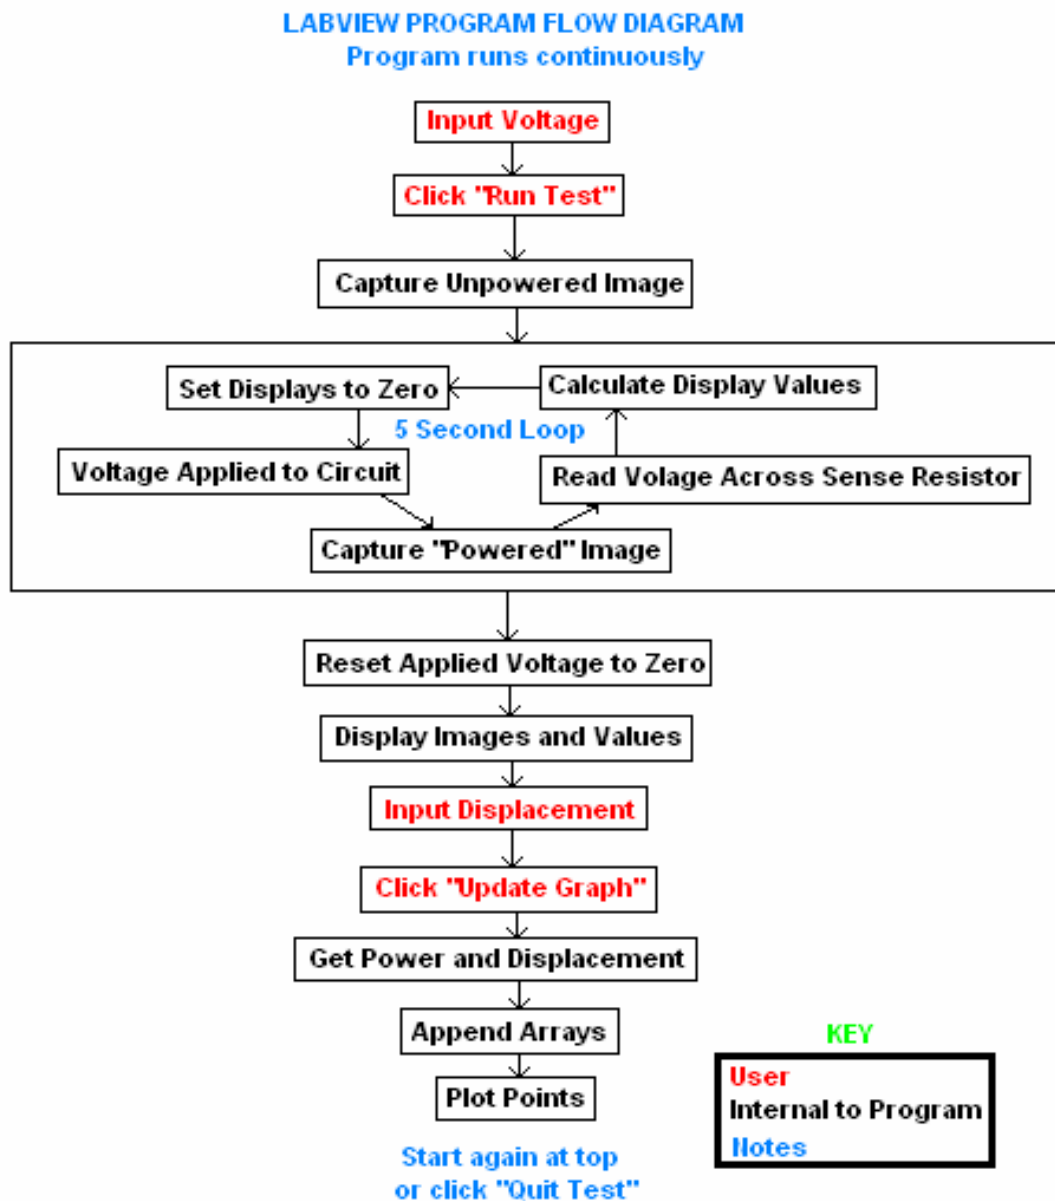 LABVIEW PROGRAM FLOW DIAGRAM
Program runs continuously
Input Voltage
Click "Run Test"
Capture Unpowered Image
Set Displays to Zero
Calculate Display Values
5 Second Loop
Voltage Applied to Circuit
Read Volage Across Sense Resistor
Capture "Powered" Image
Reset Applied Voltage to Zero
Display Images and Values
Input Displacement
Click "Update Graph"
Get Power and Displacement
Append Arrays
Plot Points
Start again at top
or click "Quit Test"
KEY
User
Internal to Program
Notes